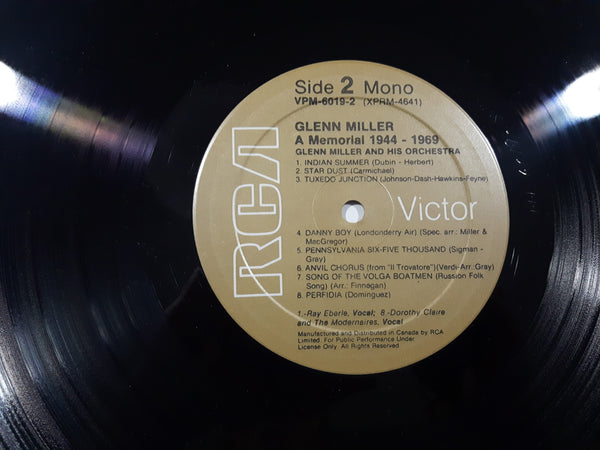 Side 2 Mono
VPM-6019-2 (XPRM-4641)
GLENN MILLER
A Memorial 1944 - 1969
GLENN MILLER AND HIS ORCHESTRA
1. INDIAN SUMMER (Dubin - Herbert)
2. STAR DUST (Carmichael)
3. TUXEDO JUNCTION (Johnson-Dash-Hawkins-Feyne)
RCA Victor
4 DANNY BOY (Londonderry Air) (Spec. arr.: Miller &
MacGregor)
5. PENNSYLVANIA SIX-FIVE THOUSAND (Sigman -
Gray)
6. ANVIL CHORUS (from "Il Trovatore")(Verdi-Arr:Gray)
7. SONG OF THE VOLGA BOATMEN (Russion Folk
Song) (Arr.: Finnagan)
8. PERFIDIA (Dominguez)
1.-Ray Eberle, Vocal; 8.-Dorothy Claire
and The Modernaires, Vocal
Manufactured and Distributed in Canada by RCA
Limited. For Public Performance Under
License Only. All Rights Reserved.